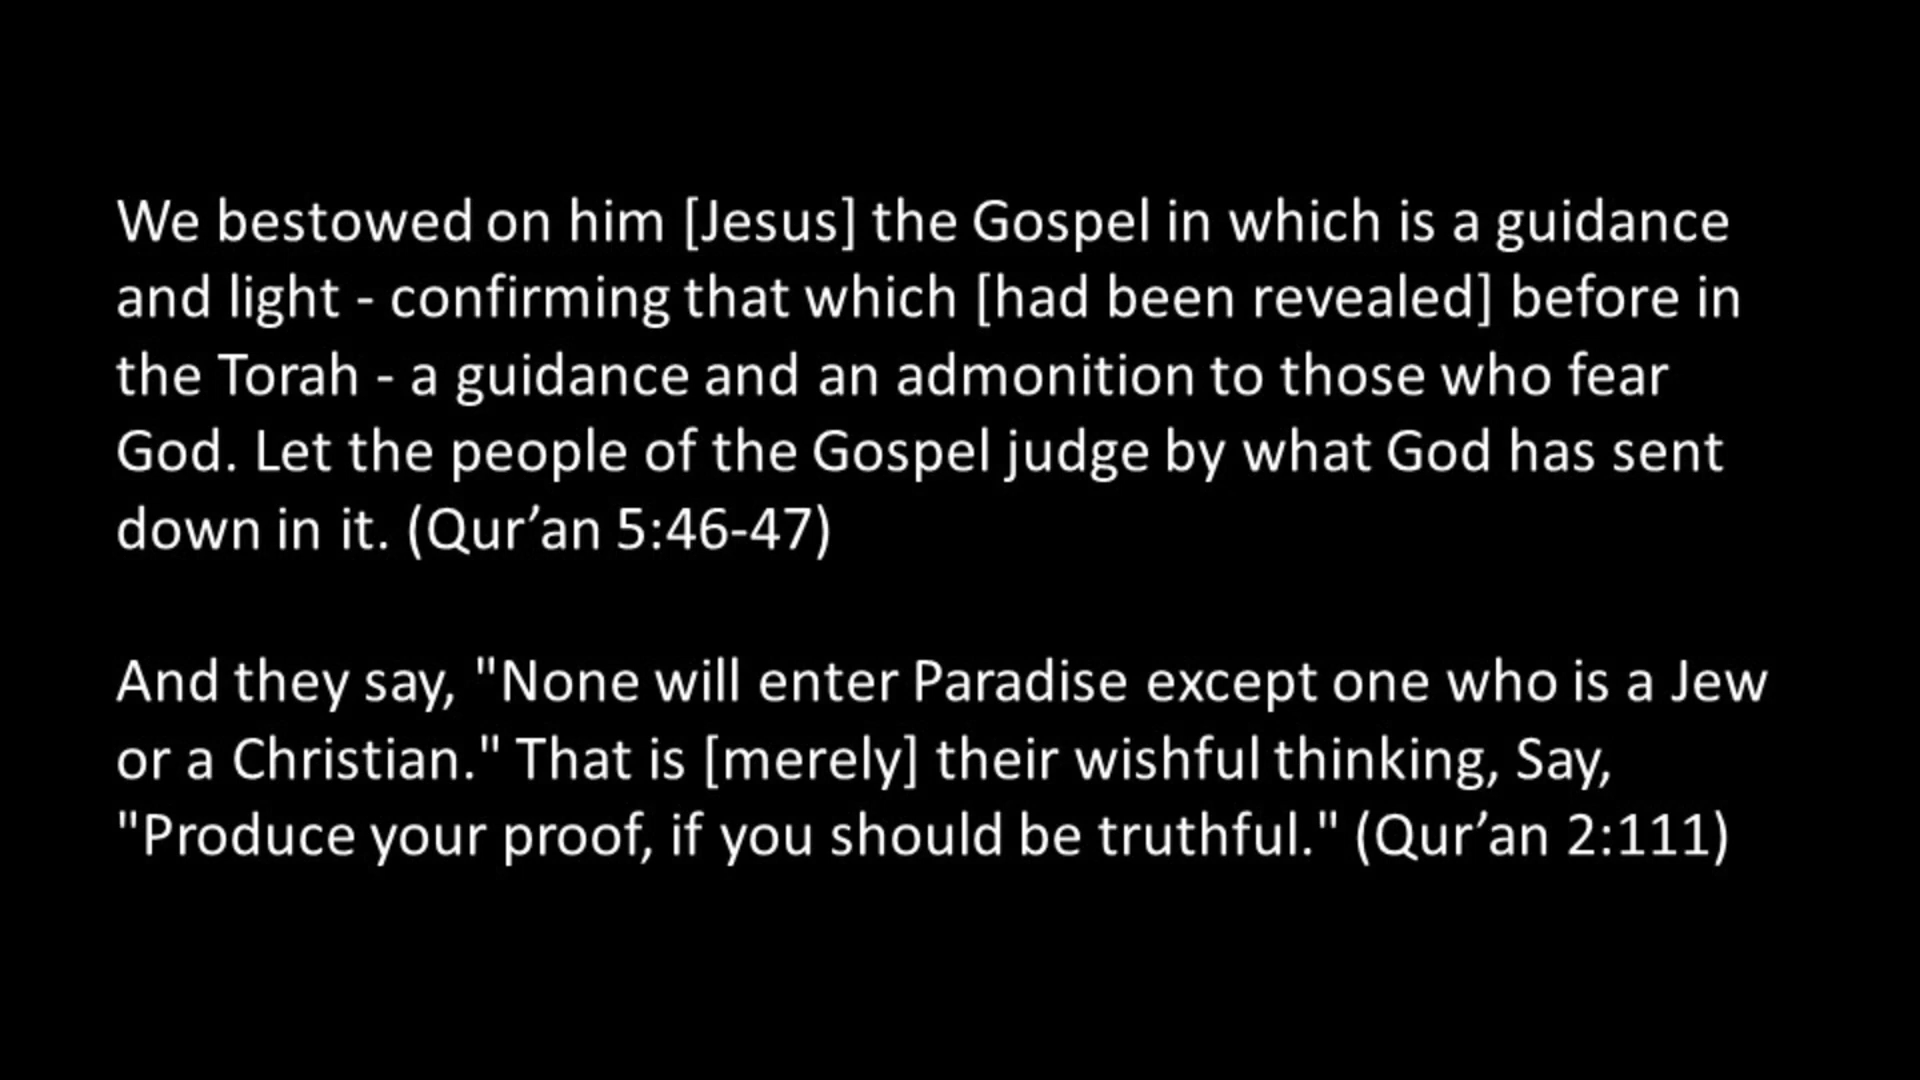 We bestowed on him [Jesus] the Gospel in which is a guidance
and light - confirming that which [had been revealed] before in
the Torah - a guidance and an admonition to those who fear
God. Let the people of the Gospel judge by what God has sent
down in it. (Qur’an 5:46-47)
And they say, "None will enter Paradise except one who is a Jew
or a Christian." That is [merely] their wishful thinking, Say,
"Produce your proof, if you should be truthful." (Qur’an 2:111)